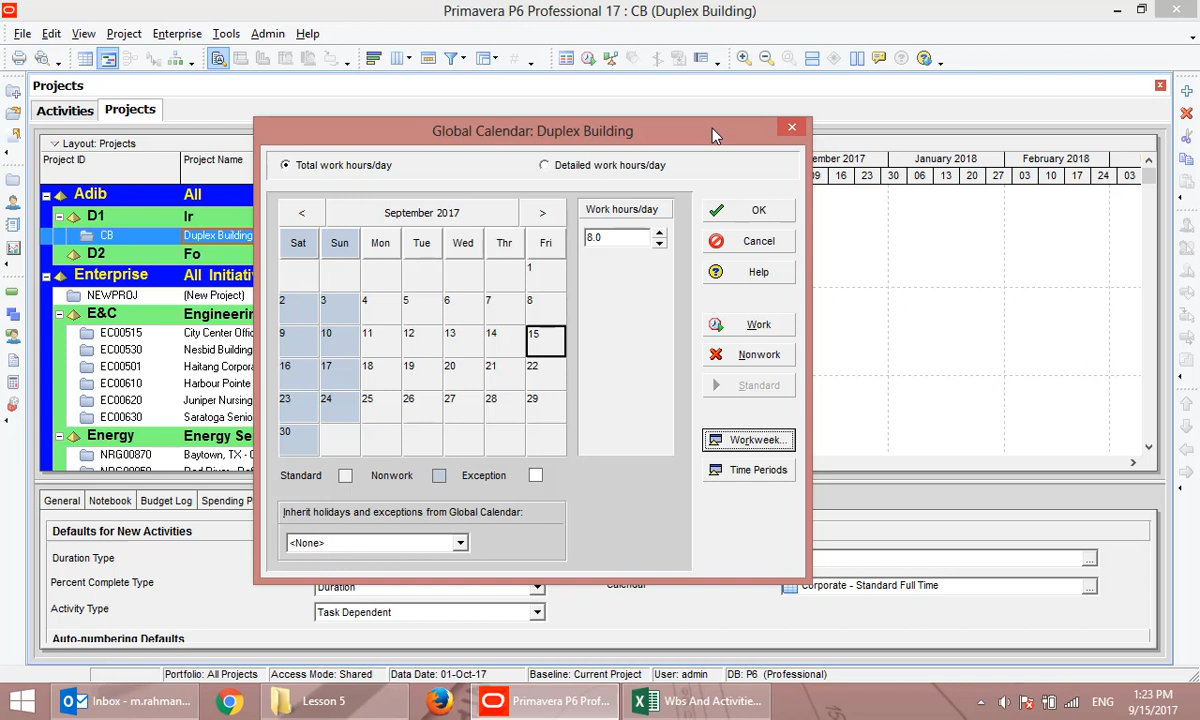 Primavera P6 Professional 17 : CB (Duplex Building)
File Edit View Project Enterprise Tools Admin Help
Projects
Activities Projects
Layout: Projects
Project ID Project Name
Adib All
D1 Ir
CB Duplex Building
D2 Fo
Enterprise All Initiati
NEWPROJ (New Project)
E&C Engineering
EC00515 City Center Offi
EC00530 Nesbid Building
EC00501 Haitang Corpora
EC00610 Harbour Pointe
EC00620 Juniper Nursing
EC00630 Saratoga Senio
Energy Energy Se
NRG00870 Baytown, TX - C
ember 2017 January 2018 February 2018
09 16 23 30 06 13 20 27 03 10 17 24 03
Global Calendar: Duplex Building
Total work hours/day Detailed work hours/day
< September 2017 >
Sat Sun Mon Tue Wed Thr Fri
1
2 3 4 5 6 7 8
9 10 11 12 13 14 15
16 17 18 19 20 21 22
23 24 25 26 27 28 29
30
Standard Nonwork Exception
Inherit holidays and exceptions from Global Calendar:
<None>
Work hours/day
8.0
OK
Cancel
Help
Work
Nonwork
Standard
Workweek...
Time Periods
General Notebook Budget Log Spending P
Defaults for New Activities
Duration Type
Percent Complete Type Duration Calendar Corporate - Standard Full Time
Activity Type Task Dependent
Auto-numbering Defaults
Portfolio: All Projects Access Mode: Shared Data Date: 01-Oct-17 Baseline: Current Project User: admin DB: P6 (Professional)
Inbox - m.rahman... Lesson 5 Primavera P6 Prof... Wbs And Activitie...
ENG
1:23 PM
9/15/2017